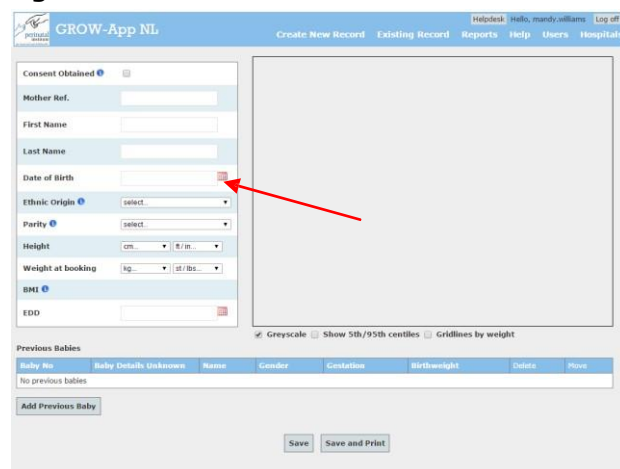 Helpdesk Hello, mandy.williams Log off
perinatal
institute
GROW-App NL
Create New Record Existing Record Reports Help Users Hospitals
Consent Obtained
Mother Ref.
First Name
Last Name
Date of Birth
Ethnic Origin select..
Parity select..
Height cm... ft/in...
Weight at booking kg... st/lbs...
BMI
EDD
Greyscale Show 5th/95th centiles Gridlines by weight
Previous Babies
Baby No Baby Details Unknown Name Gender Gestation Birthweight Delete Move
No previous babies
Add Previous Baby
Save Save and Print